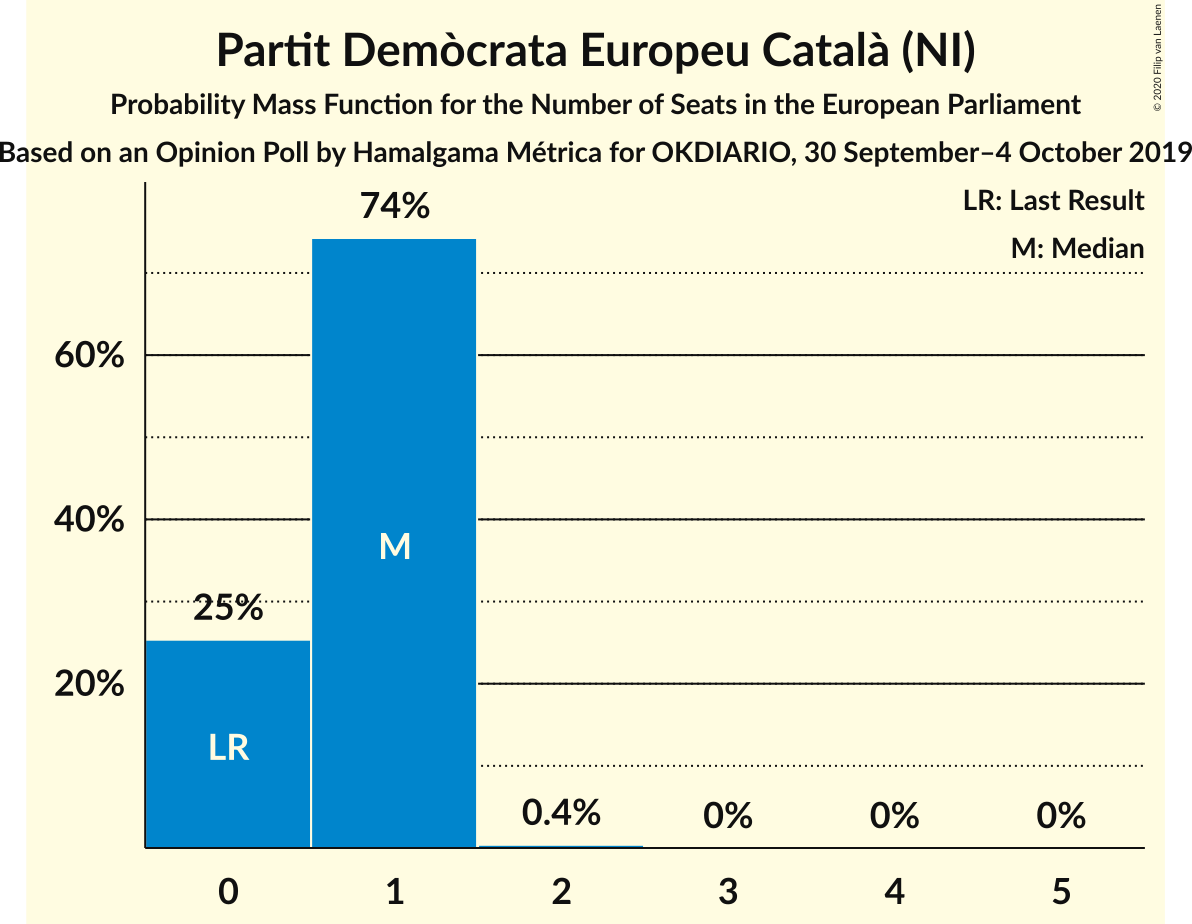 Partit Demòcrata Europeu Català (NI)
Probability Mass Function for the Number of Seats in the European Parliament
Based on an Opinion Poll by Hamalgama Métrica for OKDIARIO, 30 September–4 October 2019
© 2020 Filip van Laenen
LR: Last Result
M: Median
74%
60%
40%
20%
25%
M
LR
0.4%
0%
0%
0%
0
1
2
3
4
5